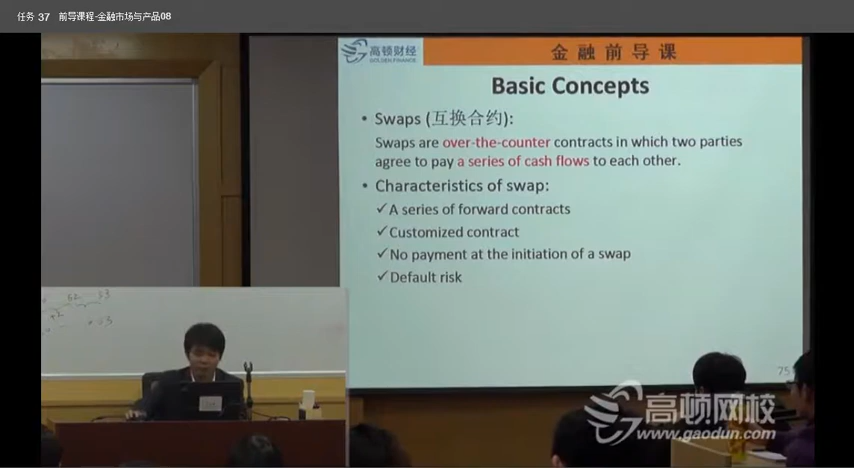 任务 37 前导课程-金融市场与产品08
高顿财经
GOLDEN FINANCE
金融前导课
Basic Concepts
• Swaps (互换合约):
Swaps are over-the-counter contracts in which two parties
agree to pay a series of cash flows to each other.
• Characteristics of swap:
✓A series of forward contracts
✓Customized contract
✓No payment at the initiation of a swap
✓Default risk
75
高顿网校
www.gaodun.com